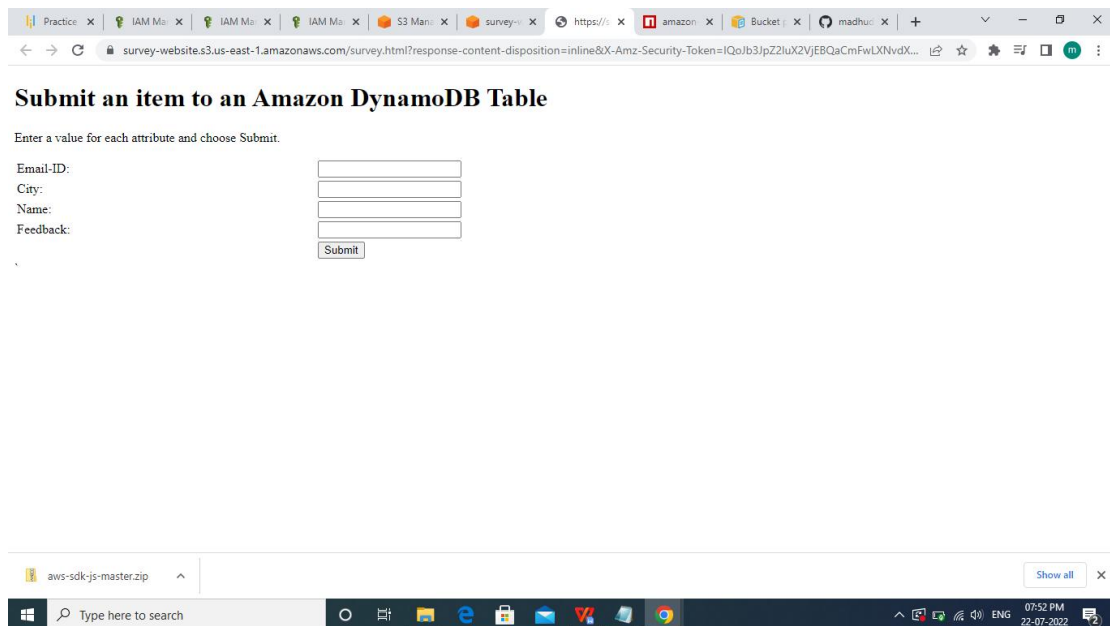 Practice
IAM Ma
IAM Ma
IAM Ma
S3 Mana
survey-w
https://s
amazon
Bucket p
madhud
survey-website.s3.us-east-1.amazonaws.com/survey.html?response-content-disposition=inline&X-Amz-Security-Token=IQoJb3JpZ2luX2VjEBQaCmFwLXNvdX...
m
Submit an item to an Amazon DynamoDB Table
Enter a value for each attribute and choose Submit.
Email-ID:
City:
Name:
Feedback:
Submit
`
aws-sdk-js-master.zip
Show all
Type here to search
ENG
07:52 PM
22-07-2022
2